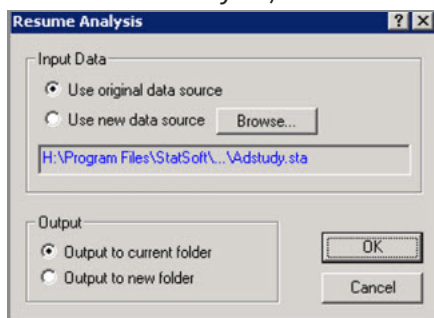 Resume Analysis
Input Data
Use original data source
Use new data source Browse...
H:\Program Files\StatSoft\...\Adstudy.sta
Output
Output to current folder
Output to new folder
OK
Cancel